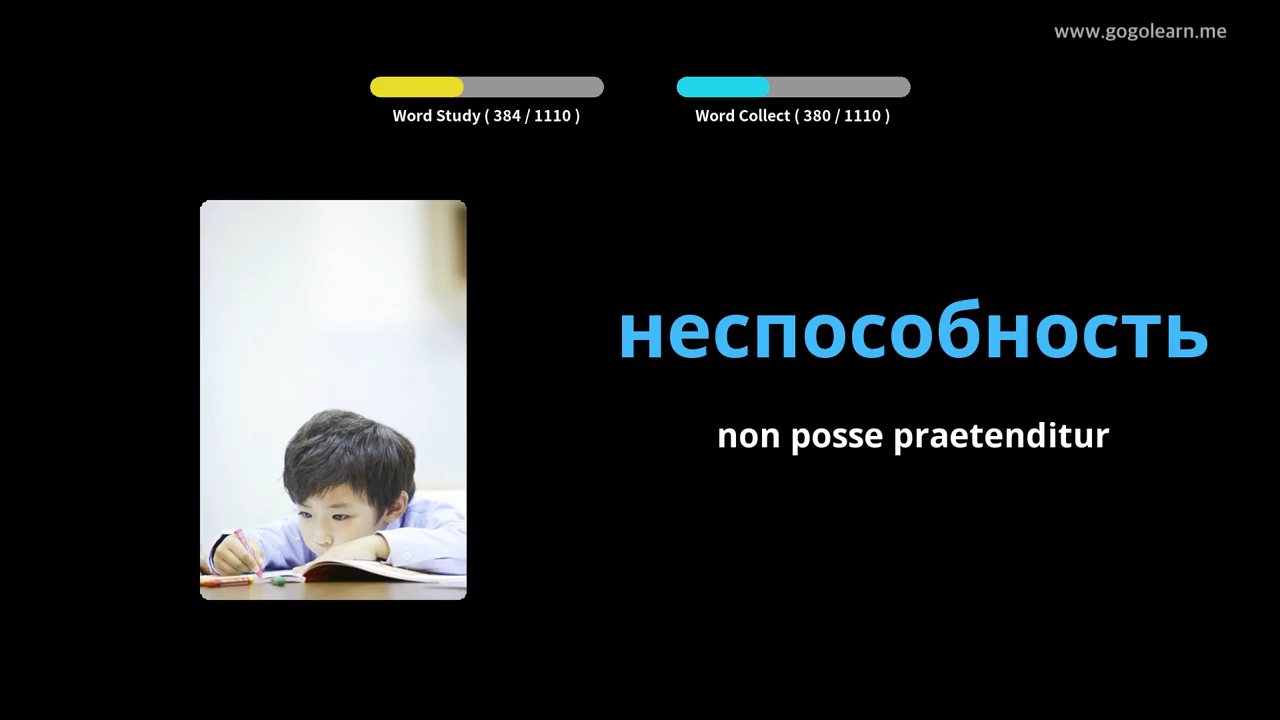 www.gogolearn.me
Word Study ( 384 / 1110 )
Word Collect ( 380 / 1110 )
неспособность
non posse praetenditur